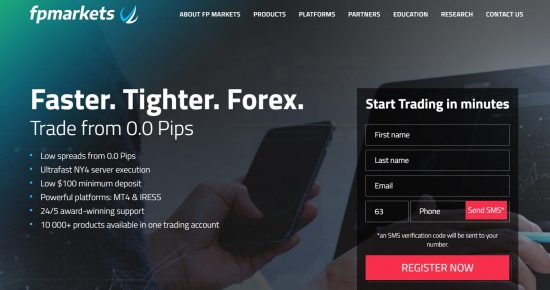 fpmarkets
ABOUT FP MARKETS PRODUCTS PLATFORMS PARTNERS EDUCATION RESEARCH CONTACT US
Faster. Tighter. Forex.
Trade from 0.0 Pips
Low spreads from 0.0 Pips
Ultrafast NY4 server execution
Low $100 minimum deposit
Powerful platforms: MT4 & IRESS
24/5 award-winning support
10 000+ products available in one trading account
Start Trading in minutes
First name
Last name
Email
63 Phone Send SMS*
*an SMS verification code will be sent to your
number.
REGISTER NOW